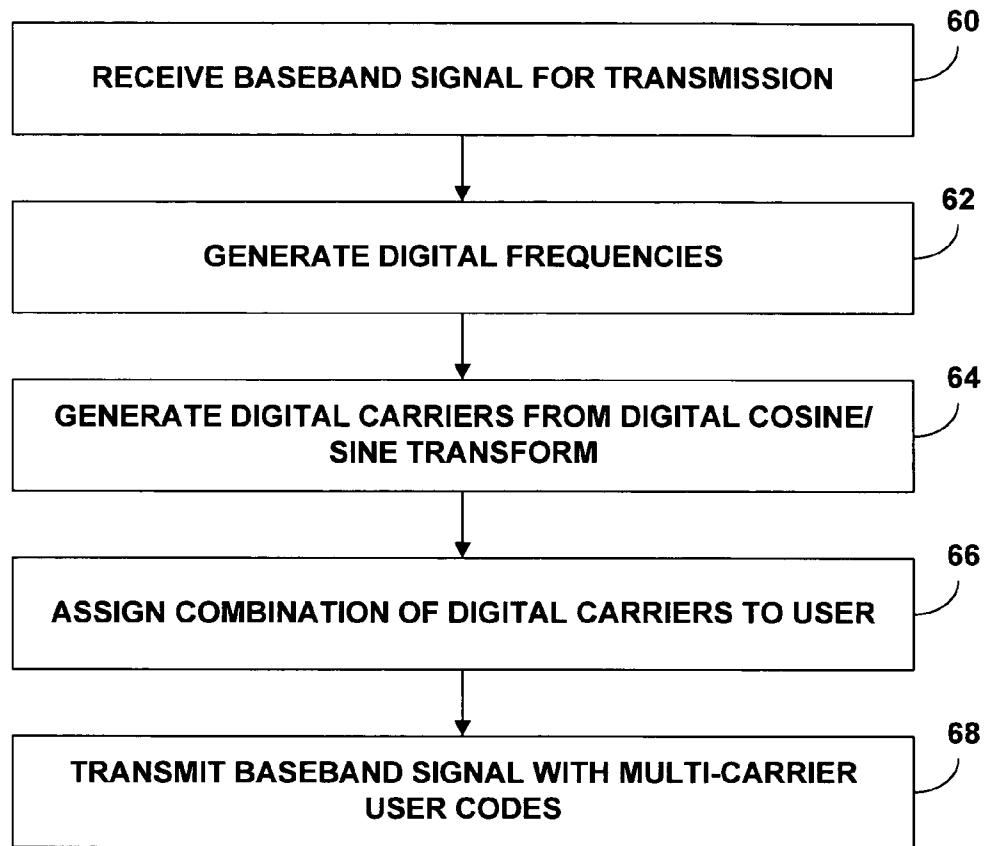 60
RECEIVE BASEBAND SIGNAL FOR TRANSMISSION
62
GENERATE DIGITAL FREQUENCIES
64
GENERATE DIGITAL CARRIERS FROM DIGITAL COSINE/
SINE TRANSFORM
66
ASSIGN COMBINATION OF DIGITAL CARRIERS TO USER
68
TRANSMIT BASEBAND SIGNAL WITH MULTI-CARRIER
USER CODES